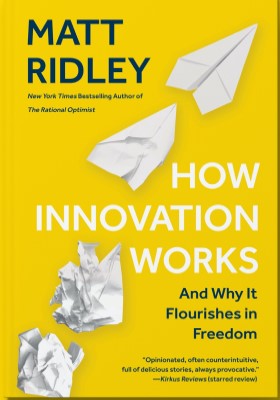 MATT
RIDLEY
New York Times Bestselling Author of
The Rational Optimist
HOW
INNOVATION
WORKS
And Why It
Flourishes in
Freedom
"Opinionated, often counterintuitive,
full of delicious stories, always provocative."
—Kirkus Reviews (starred review)